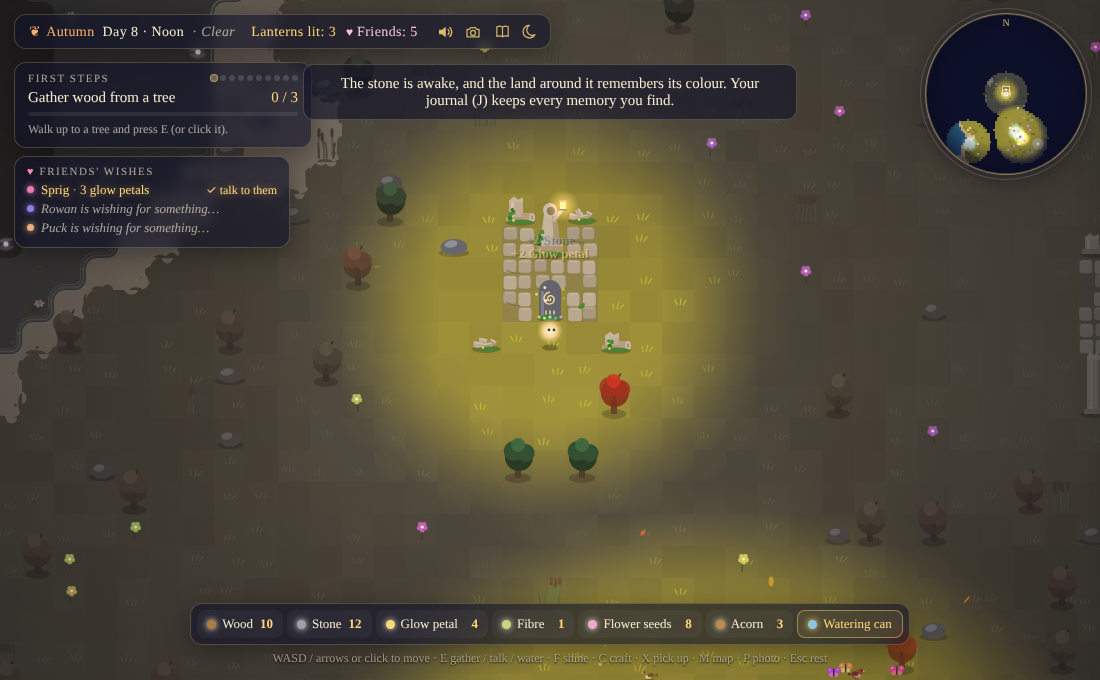 Autumn Day 8 · Noon · Clear Lanterns lit: 3 ♥ Friends: 5
N
FIRST STEPS
Gather wood from a tree 0 / 3
Walk up to a tree and press E (or click it).
The stone is awake, and the land around it remembers its colour. Your
journal (J) keeps every memory you find.
♥ FRIENDS' WISHES
Sprig · 3 glow petals ✓ talk to them
Rowan is wishing for something…
Puck is wishing for something…
+2 Stone
+2 Glow petal
Wood 10 Stone 12 Glow petal 4 Fibre 1 Flower seeds 8 Acorn 3 Watering can
WASD / arrows or click to move · E gather / talk / water · F shine · C craft · X pick up · M map · P photo · Esc rest